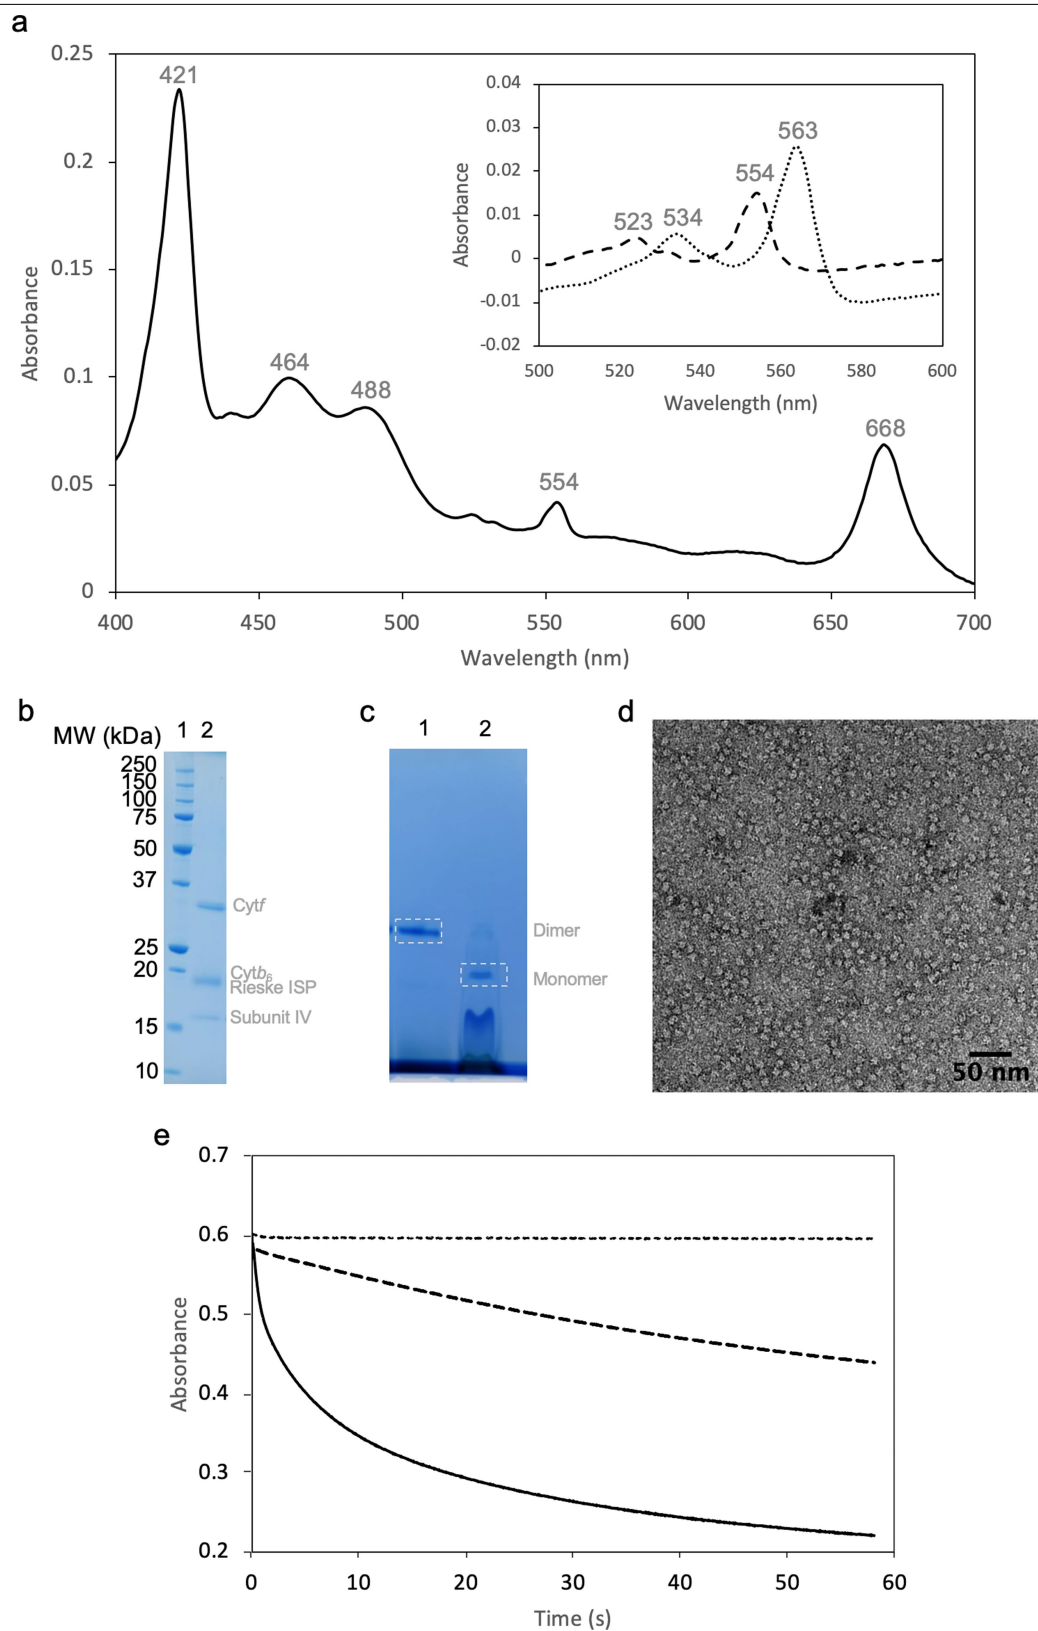 a
0.25
0.2
0.15
0.1
0.05
0
Absorbance
421
464
488
554
668
400 450 500 550 600 650 700
Wavelength (nm)
0.04
0.03
0.02
0.01
0
-0.01
-0.02
Absorbance
523
534
554
563
500 520 540 560 580 600
Wavelength (nm)
b
MW (kDa) 1 2
250
150
100
75
50
37
25
20
15
10
Cytf
Cytb6
Rieske ISP
Subunit IV
c
1 2
Dimer
Monomer
d
50 nm
e
0.7
0.6
0.5
0.4
0.3
0.2
Absorbance
0 10 20 30 40 50 60
Time (s)